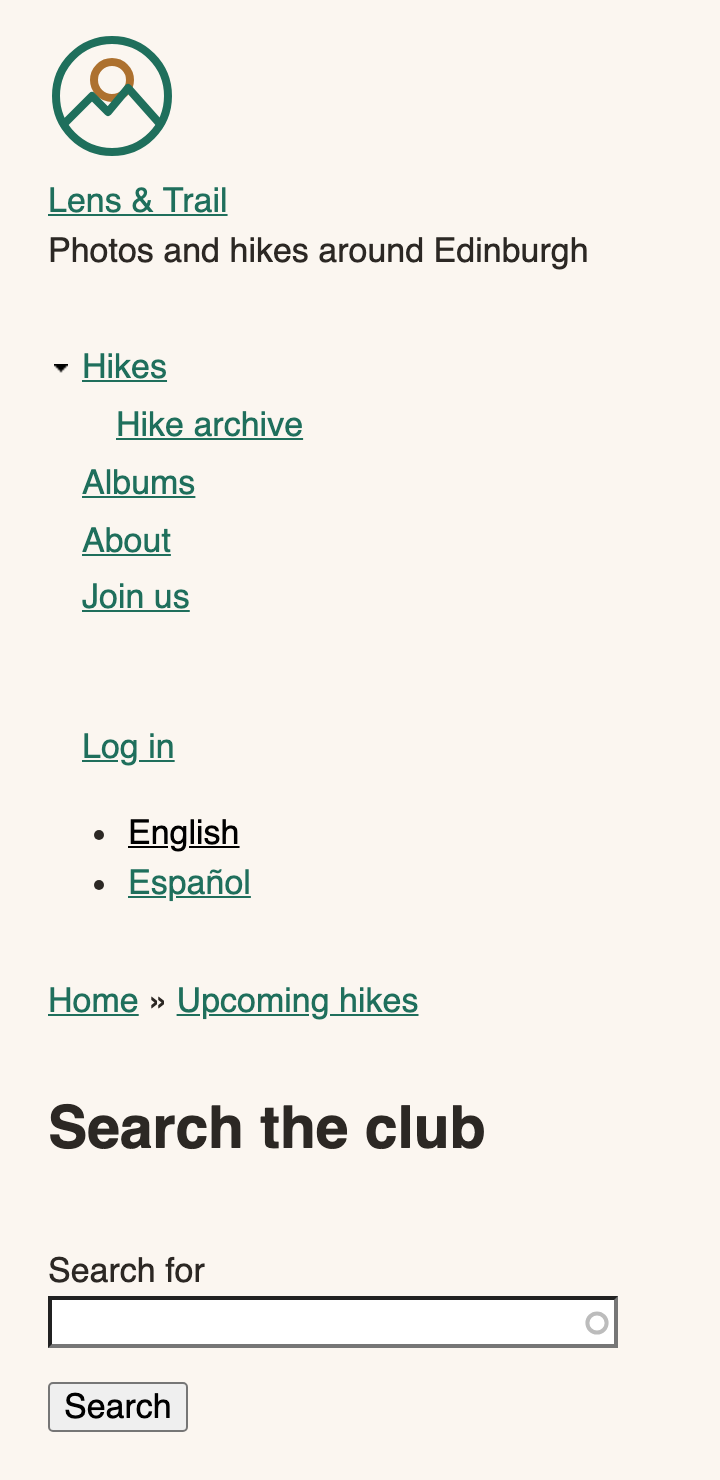 Lens & Trail
Photos and hikes around Edinburgh
Hikes
Hike archive
Albums
About
Join us
Log in
English
Español
Home » Upcoming hikes
Search the club
Search for
Search